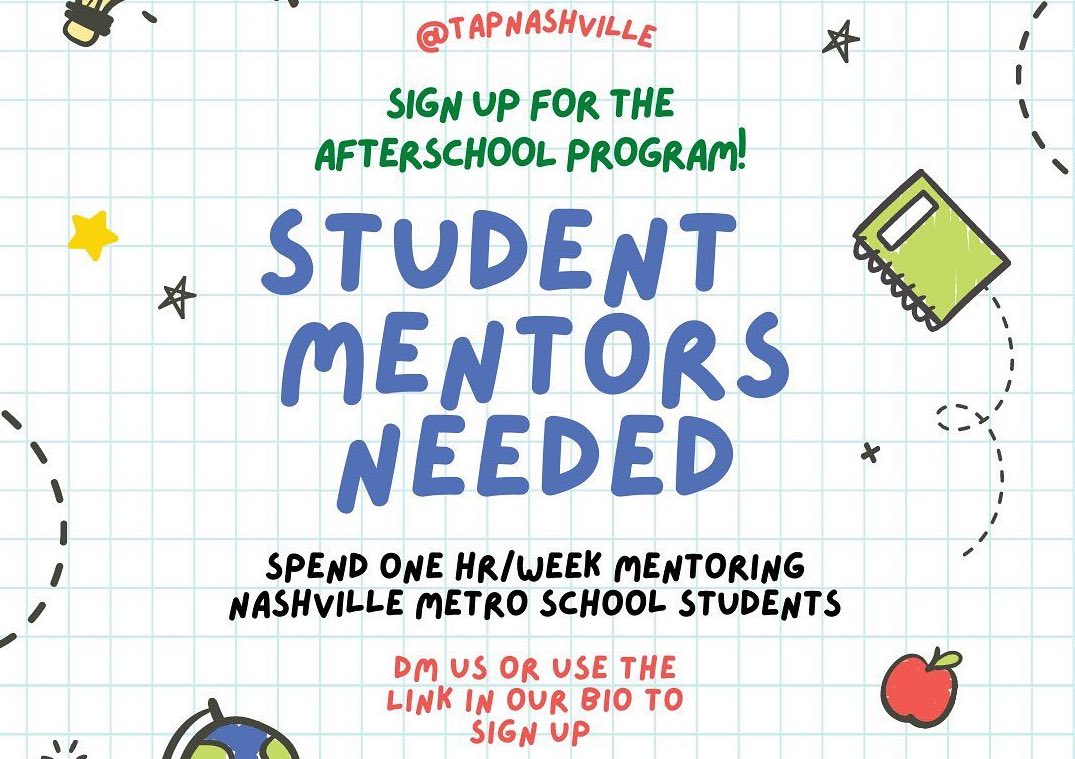 @TAPNASHVILLE
SIGN UP FOR THE
AFTERSCHOOL PROGRAM!
STUDENT
MENTORS
NEEDED
SPEND ONE HR/WEEK MENTORING
NASHVILLE METRO SCHOOL STUDENTS
DM US OR USE THE
LINK IN OUR BIO TO
SIGN UP